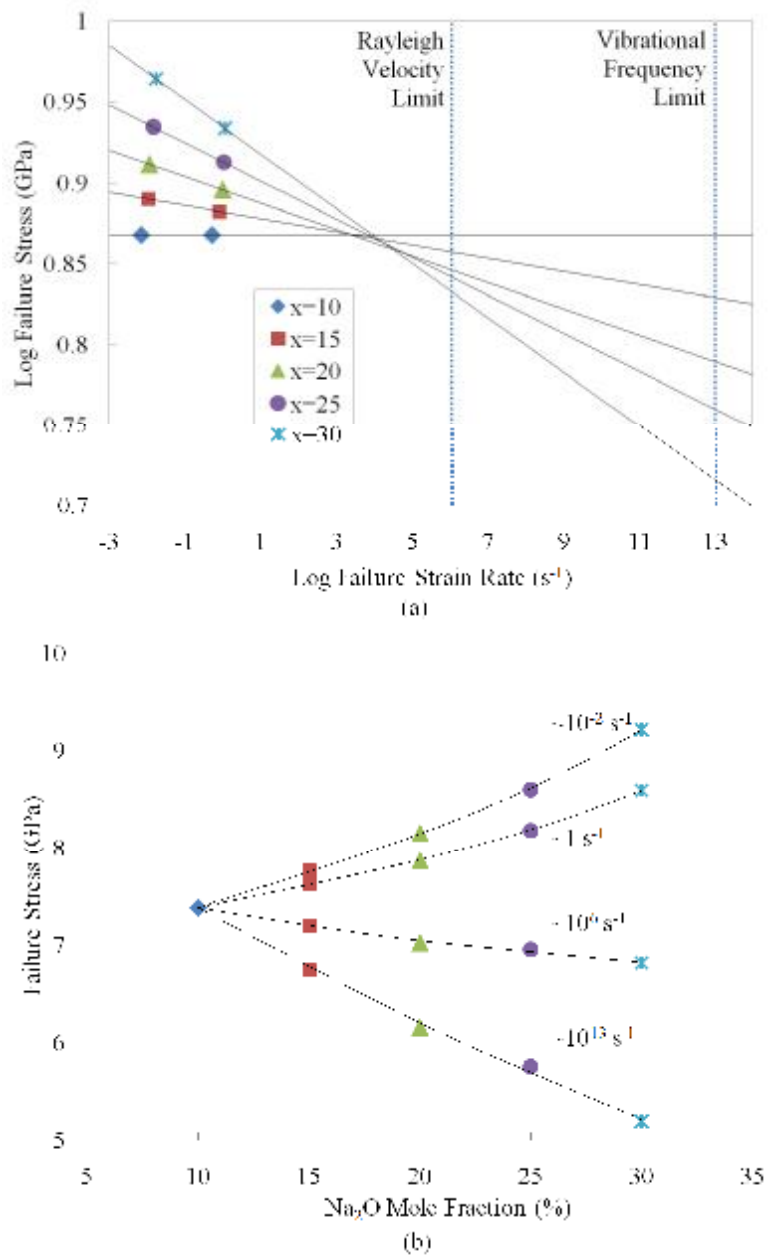 1
Rayleigh
Velocity
Limit
Vibrational
Frequency
Limit
0.95
0.9
0.85
0.8
0.75
0.7
Log Failure Stress (GPa)
x=10
x=15
x=20
x=25
x=30
-3 -1 1 3 5 7 9 11 13
Log Failure Strain Rate (s⁻¹)
(a)
10
9
8
7
6
5
Failure Stress (GPa)
~10⁻² s⁻¹
~ 1 s⁻¹
~10⁶ s⁻¹
~10¹³ s⁻¹
5 10 15 20 25 30 35
Na₂O Mole Fraction (%)
(b)